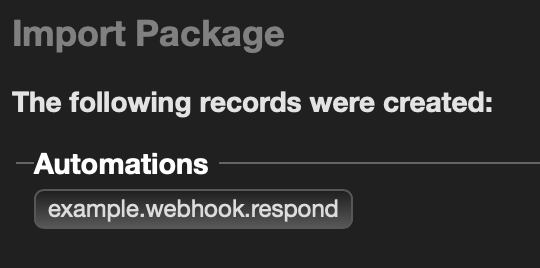 Import Package
The following records were created:
Automations
example.webhook.respond